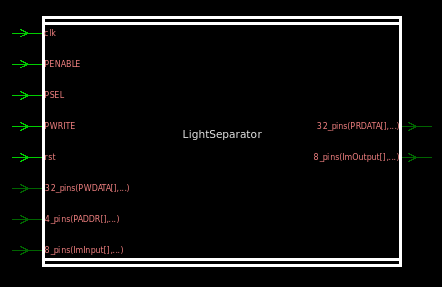 clk
PENABLE
PSEL
PWRITE
rst
32_pins(PWDATA[],...)
4_pins(PADDR[],...)
8_pins(ImInput[],...)
LightSeparator
32_pins(PRDATA[],...)
8_pins(ImOutput[],...)